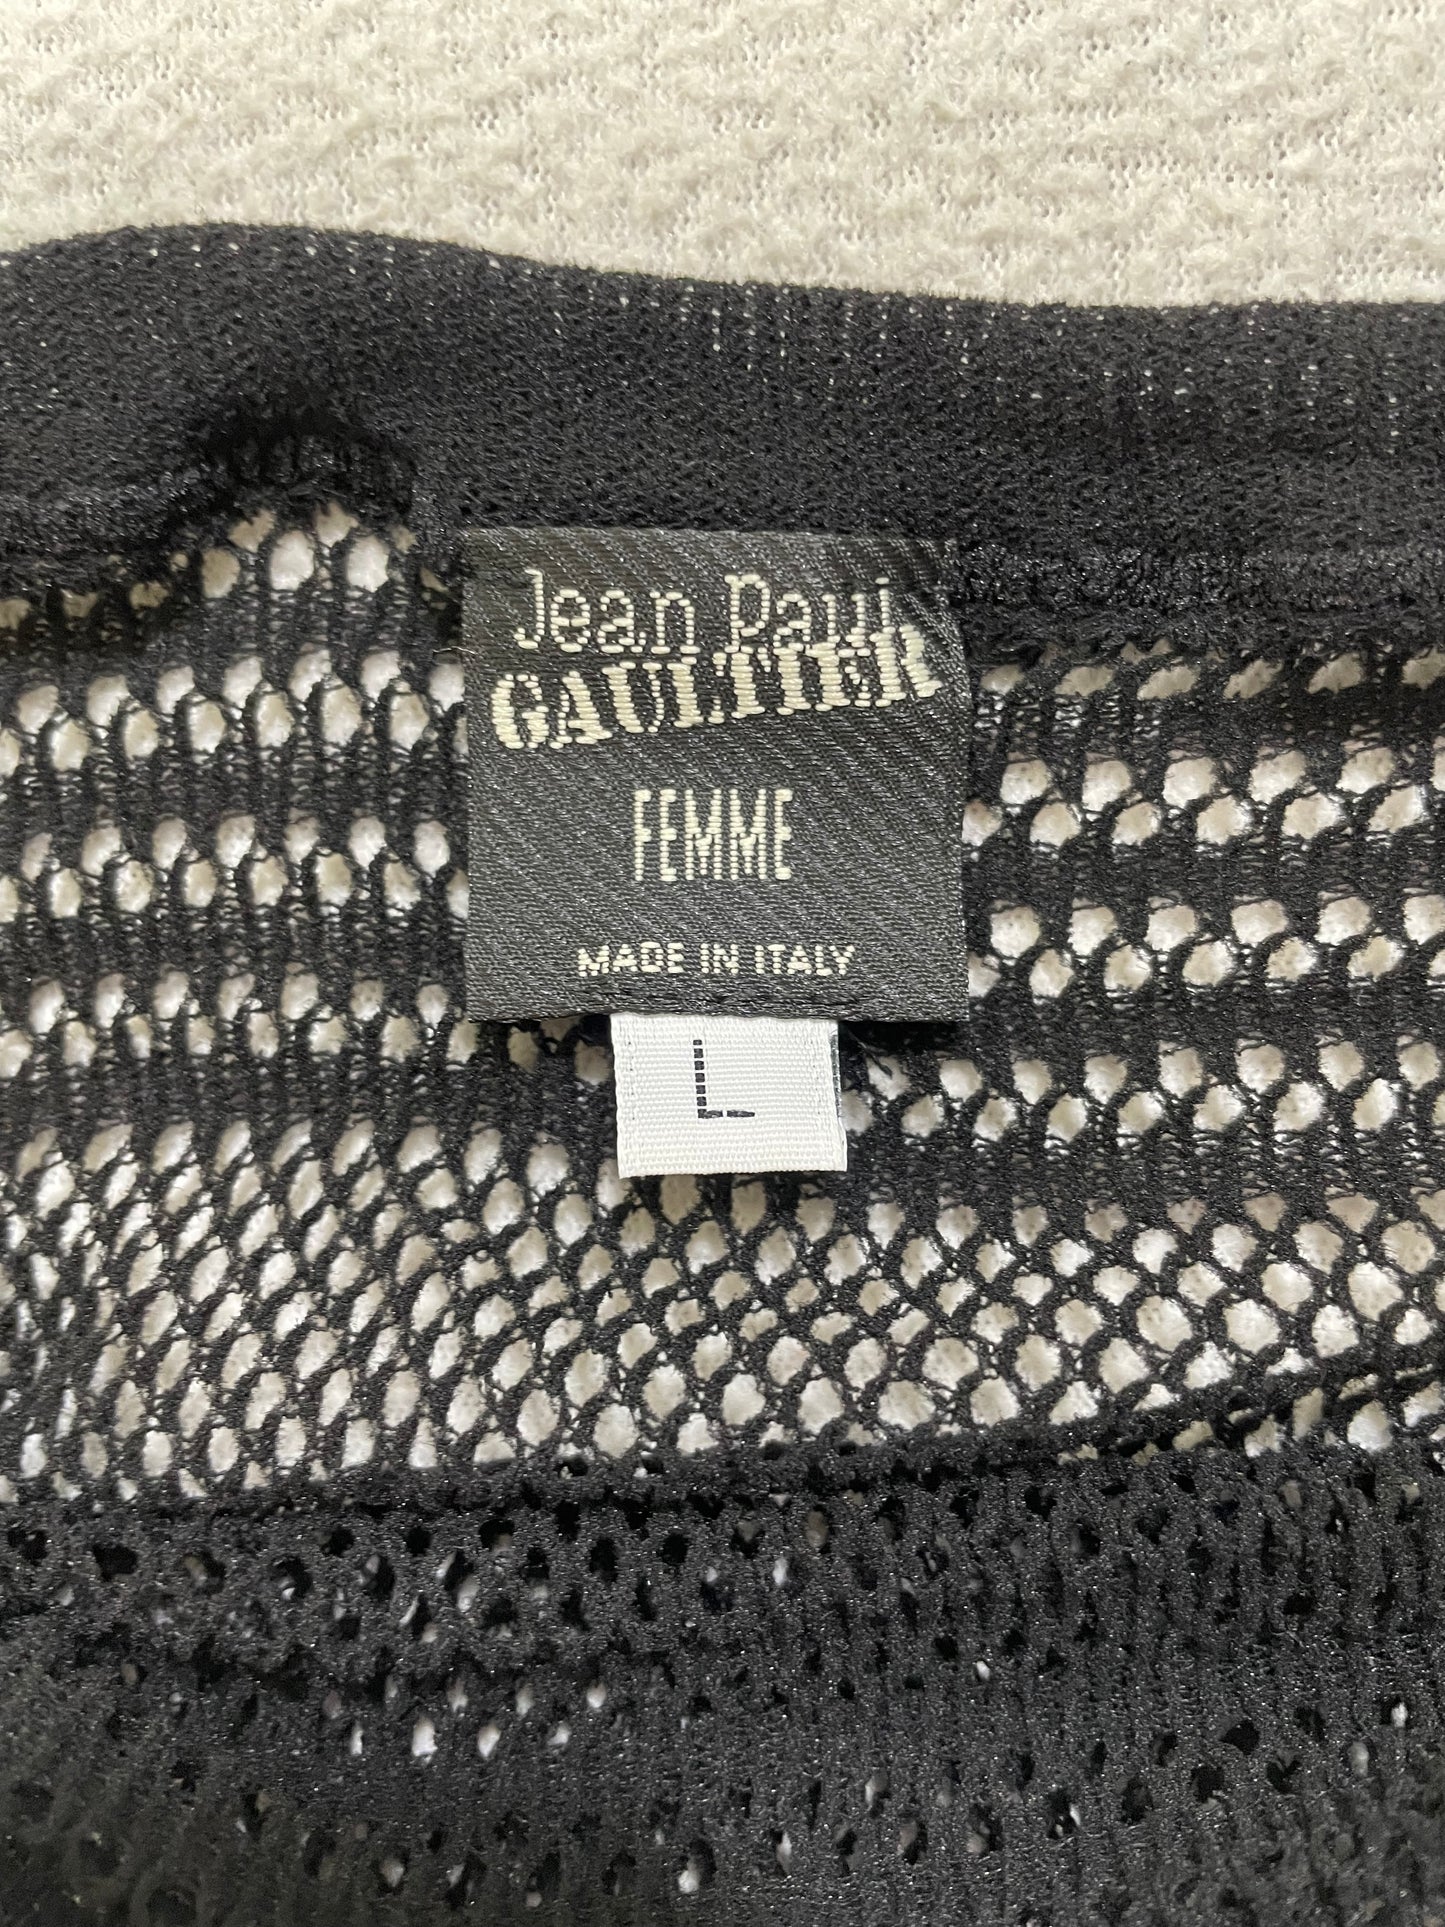 Jean Paul
GAULTIER
FEMME
MADE IN ITALY
L